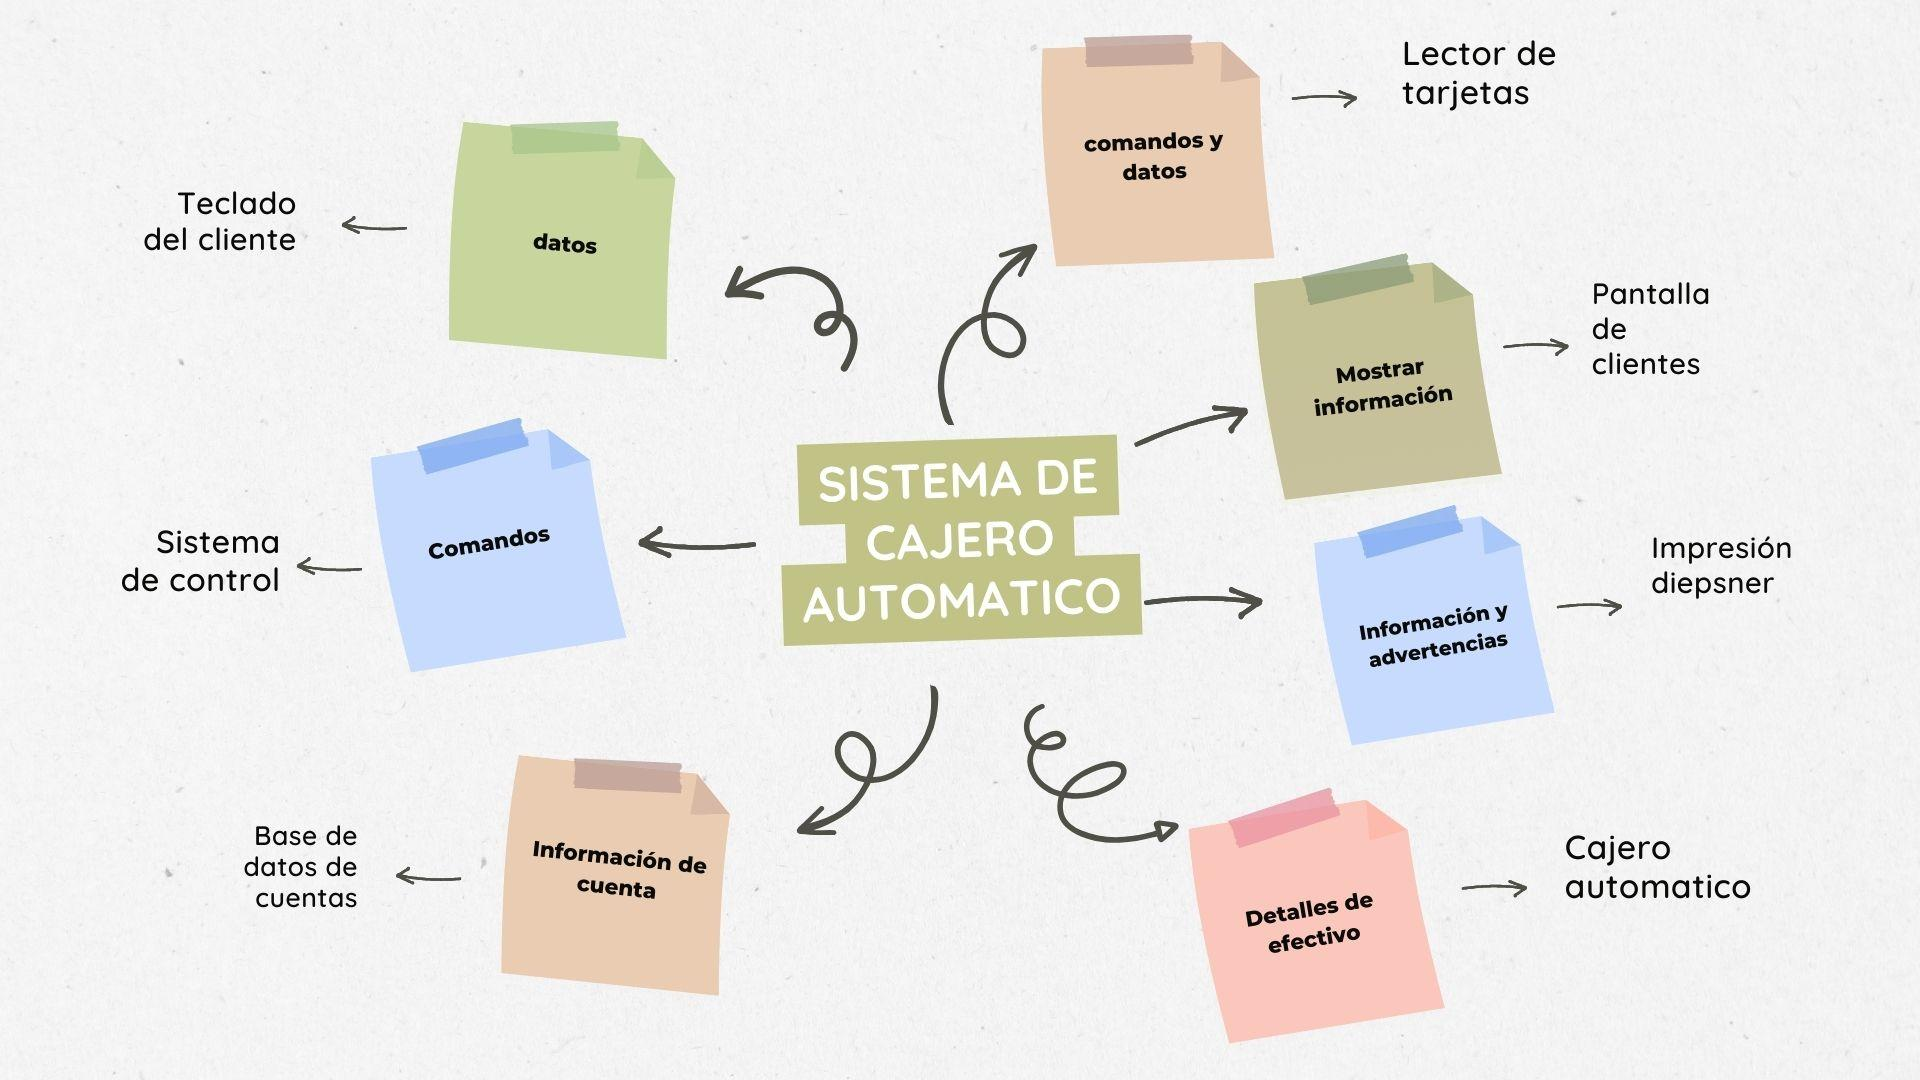 Lector de
tarjetas
comandos y
datos
Teclado
del cliente
datos
Pantalla
de
clientes
Mostrar
información
SISTEMA DE
CAJERO
AUTOMATICO
Comandos
Sistema
de control
Impresión
diepsner
Información y
advertencias
Base de
datos de
cuentas
Información de
cuenta
Cajero
automatico
Detalles de
efectivo